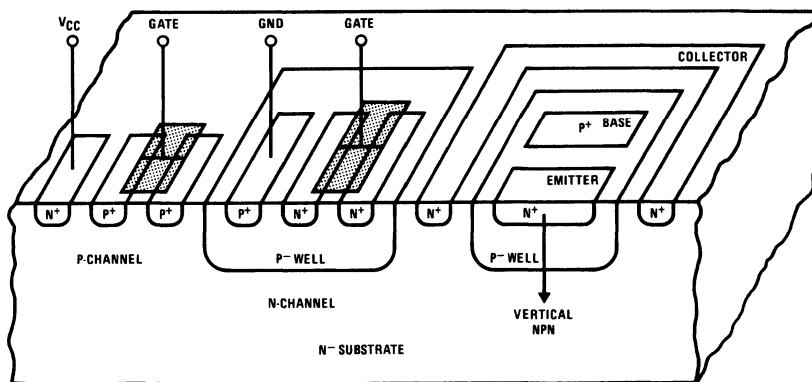 VCC GATE GND GATE
COLLECTOR
P+ BASE
EMITTER
N+ P+ P+ P+ N+ N+ N+ N+ N+
P-CHANNEL P− WELL P− WELL
N-CHANNEL
VERTICAL
NPN
N− SUBSTRATE